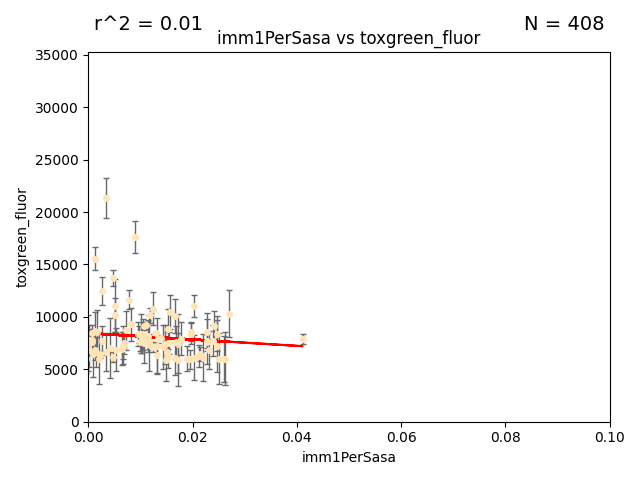 r^2 = 0.01
N = 408
imm1PerSasa vs toxgreen_fluor
35000
30000
25000
20000
15000
10000
5000
0
toxgreen_fluor
0.00
0.02
0.04
0.06
0.08
0.10
imm1PerSasa